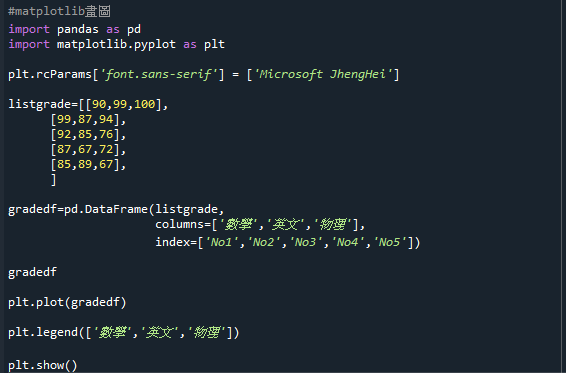 #matplotlib畫圖
import pandas as pd
import matplotlib.pyplot as plt
plt.rcParams['font.sans-serif'] = ['Microsoft JhengHei']
listgrade=[[90,99,100],
[99,87,94],
[92,85,76],
[87,67,72],
[85,89,67],
]
gradedf=pd.DataFrame(listgrade,
columns=['數學','英文','物理'],
index=['No1','No2','No3','No4','No5'])
gradedf
plt.plot(gradedf)
plt.legend(['數學','英文','物理'])
plt.show()